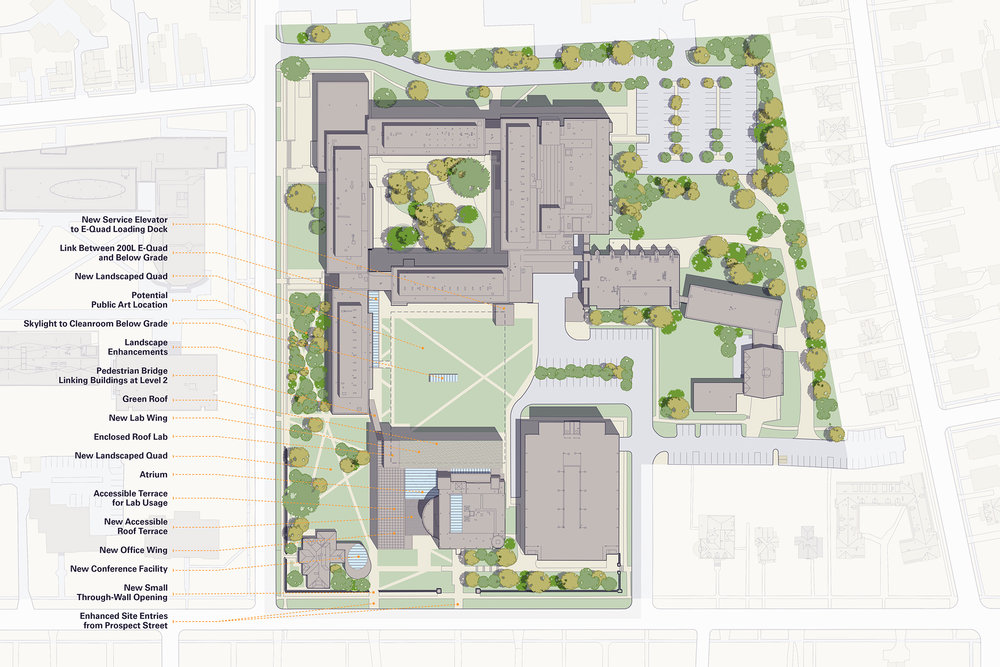 New Service Elevator
to E-Quad Loading Dock
Link Between 200L E-Quad
and Below Grade
New Landscaped Quad
Potential
Public Art Location
Skylight to Cleanroom Below Grade
Landscape
Enhancements
Pedestrian Bridge
Linking Buildings at Level 2
Green Roof
New Lab Wing
Enclosed Roof Lab
New Landscaped Quad
Atrium
Accessible Terrace
for Lab Usage
New Accessible
Roof Terrace
New Office Wing
New Conference Facility
New Small
Through-Wall Opening
Enhanced Site Entries
from Prospect Street